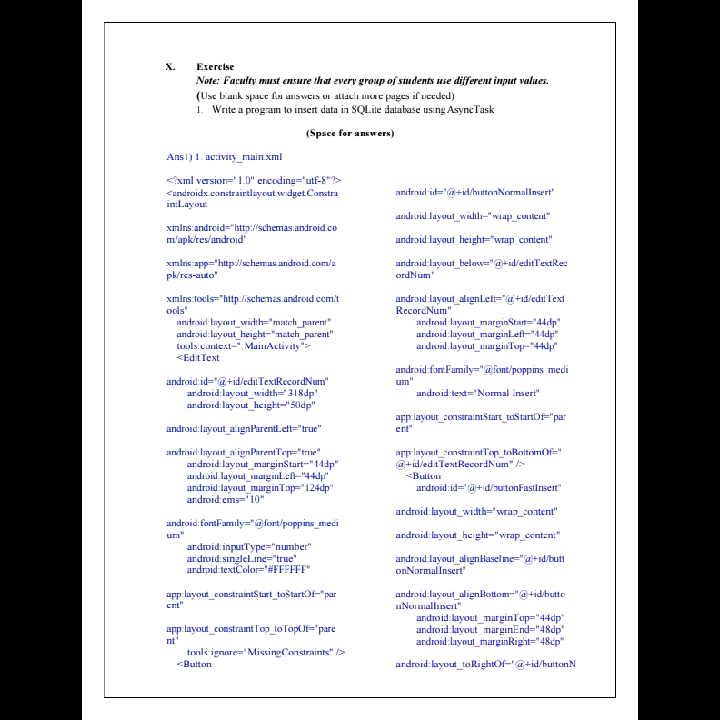 X. Exercise
Note: Faculty must ensure that every group of students use different input values.
(Use blank space for answers or attach more pages if needed)
1. Write a program to insert data in SQLite database using AsyncTask
(Space for answers)
Ans1) 1. activity_main.xml
<?xml version="1.0" encoding="utf-8"?>
<androidx.constraintlayout.widget.Constra
intLayout
xmlns:android="http://schemas.android.co
m/apk/res/android"
xmlns:app="http://schemas.android.com/a
pk/res-auto"
xmlns:tools="http://schemas.android.com/t
ools"
android:layout_width="match_parent"
android:layout_height="match_parent"
tools:context=".MainActivity">
<EditText
android:id="@+id/editTextRecordNum"
android:layout_width="318dp"
android:layout_height="50dp"
android:layout_alignParentLeft="true"
android:layout_alignParentTop="true"
android:layout_marginStart="44dp"
android:layout_marginLeft="44dp"
android:layout_marginTop="124dp"
android:ems="10"
android:fontFamily="@font/poppins_medi
um"
android:inputType="number"
android:singleLine="true"
android:textColor="#FFFFFF"
app:layout_constraintStart_toStartOf="par
ent"
app:layout_constraintTop_toTopOf="pare
nt"
tools:ignore="MissingConstraints" />
<Button
android:id="@+id/buttonNormalInsert"
android:layout_width="wrap_content"
android:layout_height="wrap_content"
android:layout_below="@+id/editTextRec
ordNum"
android:layout_alignLeft="@+id/editText
RecordNum"
android:layout_marginStart="44dp"
android:layout_marginLeft="44dp"
android:layout_marginTop="44dp"
android:fontFamily="@font/poppins_medi
um"
android:text="Normal Insert"
app:layout_constraintStart_toStartOf="par
ent"
app:layout_constraintTop_toBottomOf="
@+id/editTextRecordNum" />
<Button
android:id="@+id/buttonFastInsert"
android:layout_width="wrap_content"
android:layout_height="wrap_content"
android:layout_alignBaseline="@+id/butt
onNormalInsert"
android:layout_alignBottom="@+id/butto
nNormalInsert"
android:layout_marginTop="44dp"
android:layout_marginEnd="48dp"
android:layout_marginRight="48dp"
android:layout_toRightOf="@+id/buttonN